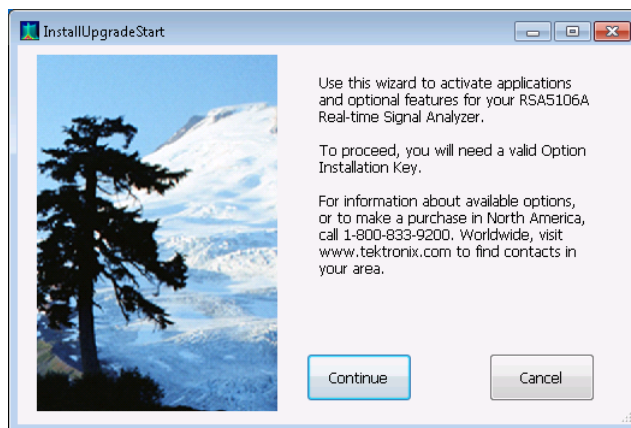 InstallUpgradeStart
Use this wizard to activate applications
and optional features for your RSA5106A
Real-time Signal Analyzer.
To proceed, you will need a valid Option
Installation Key.
For information about available options,
or to make a purchase in North America,
call 1-800-833-9200. Worldwide, visit
www.tektronix.com to find contacts in
your area.
Continue
Cancel